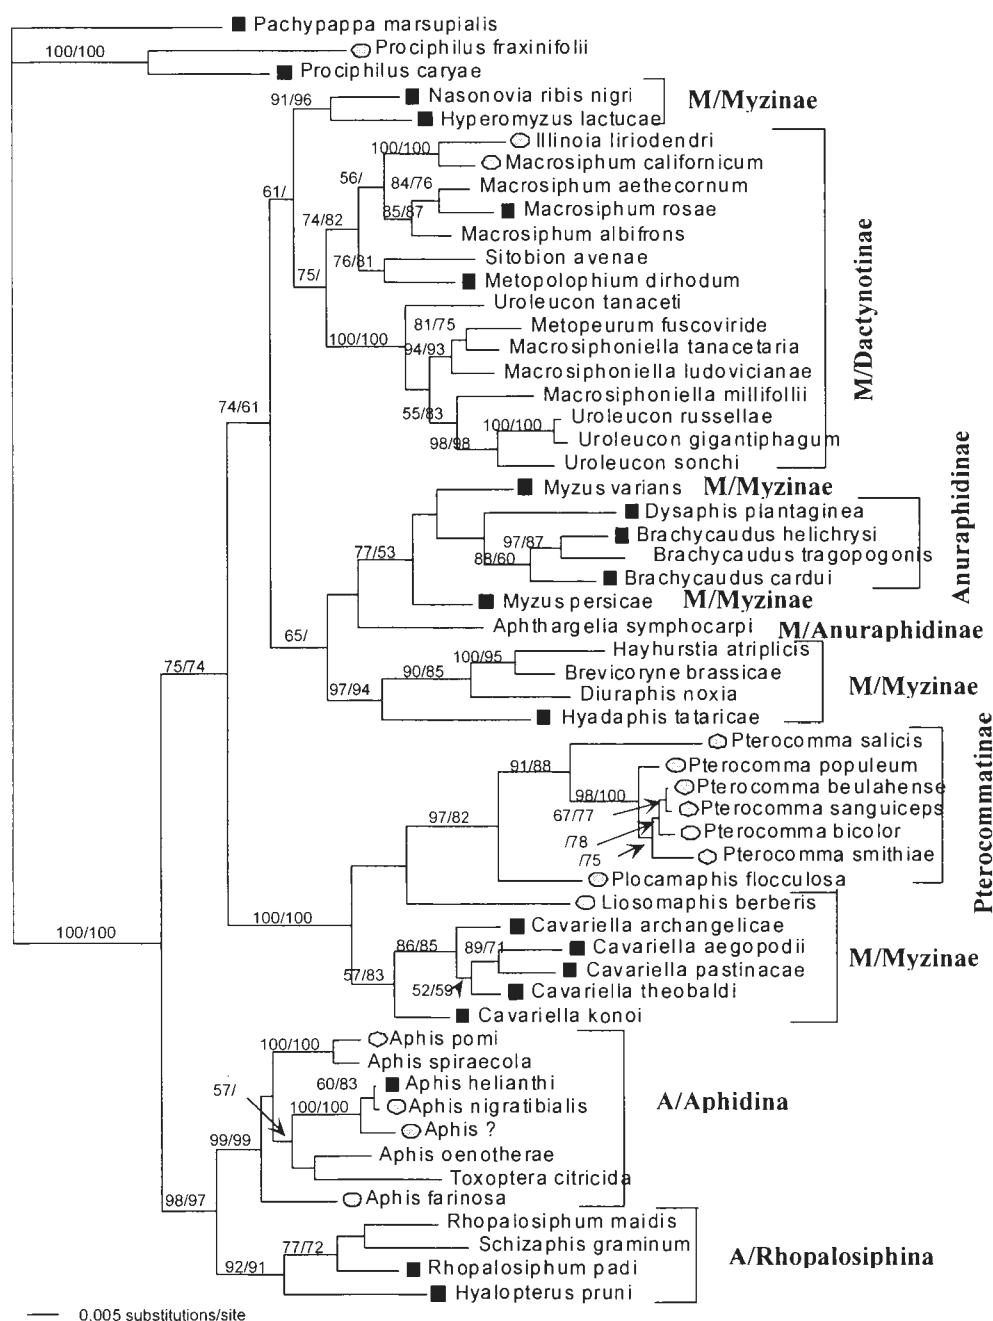 Pachypappa marsupialis
100/100
Prociphilus fraxinifolii
Prociphilus caryae
91/96
Nasonovia ribis nigri
M/Myzinae
Hyperomyzus lactucae
Illinoia liriodendri
100/100
Macrosiphum californicum
56/
84/76
Macrosiphum aethecornum
61/
85/87
Macrosiphum rosae
74/82
Macrosiphum albifrons
Sitobion avenae
76/81
75/
Metopolophium dirhodum
M/Dactynotinae
Uroleucon tanaceti
81/75
Metopeurum fuscoviride
100/100
94/93
Macrosiphoniella tanacetaria
Macrosiphoniella ludovicianae
Macrosiphoniella millifollii
74/61
55/83
Uroleucon russellae
100/100
98/98
Uroleucon gigantiphagum
Uroleucon sonchi
Myzus varians
M/Myzinae
Dysaphis plantaginea
Anuraphidinae
97/87
Brachycaudus helichrysi
77/53
88/60
Brachycaudus tragopogonis
Brachycaudus cardui
Myzus persicae
M/Myzinae
Aphthargelia symphocarpi
M/Anuraphidinae
65/
Hayhurstia atriplicis
100/95
75/74
90/85
Brevicoryne brassicae
97/94
Diuraphis noxia
M/Myzinae
Hyadaphis tataricae
Pterocomma salicis
91/88
Pterocomma populeum
98/100
Pterocomma beulahense
67/77
Pterocomma sanguiceps
97/82
Pterocomma bicolor
/78
Pterocomma smithiae
/75
Pterocommatinae
Plocamaphis flocculosa
Liosomaphis berberis
100/100
100/100
Cavariella archangelicae
86/85
89/71
Cavariella aegopodii
M/Myzinae
57/83
Cavariella pastinacae
52/59
Cavariella theobaldi
Cavariella konoi
Aphis pomi
100/100
Aphis spiraecola
60/83
Aphis helianthi
57/
100/100
Aphis nigratibialis
A/Aphidina
Aphis ?
99/99
Aphis oenotherae
Toxoptera citricida
98/97
Aphis farinosa
Rhopalosiphum maidis
77/72
Schizaphis graminum
A/Rhopalosiphina
92/91
Rhopalosiphum padi
Hyalopterus pruni
0.005 substitutions/site